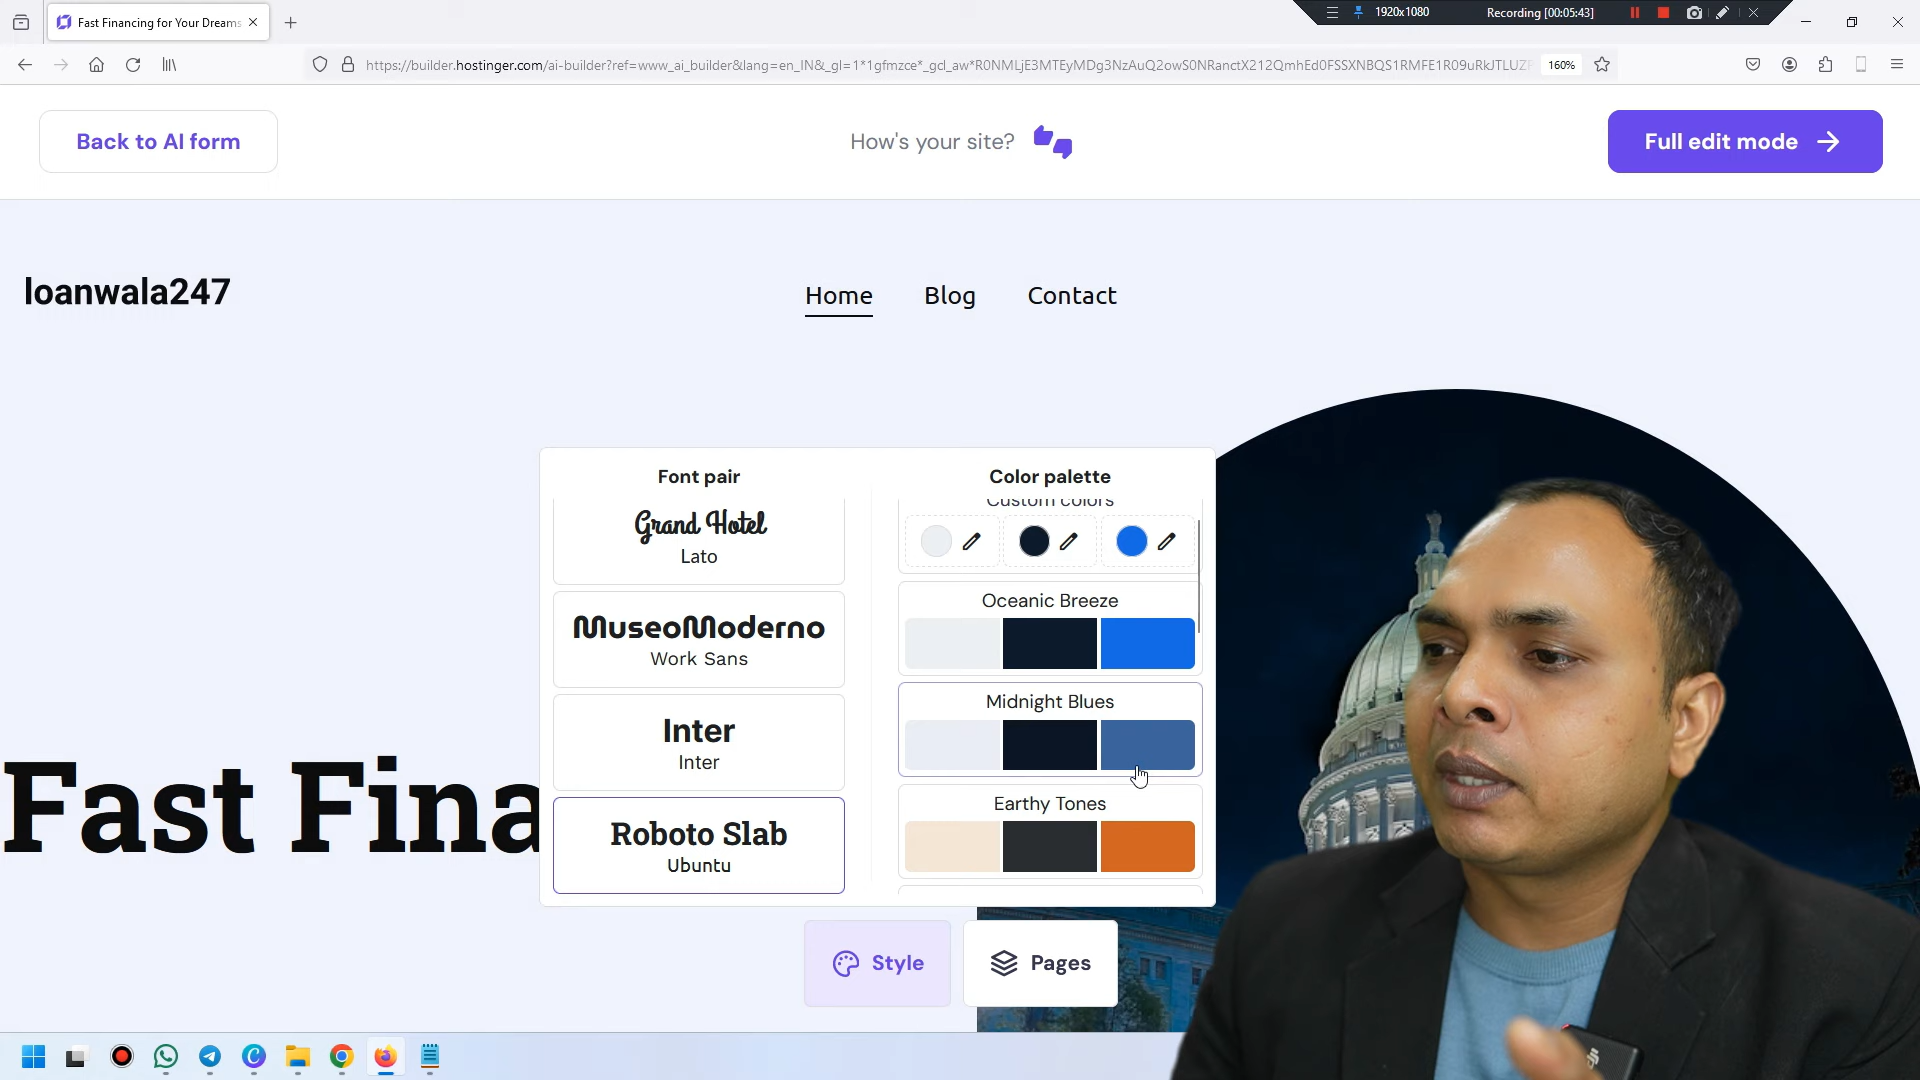 Fast Financing for Your Dreams
1920x1080
Recording [00:05:43]
https://builder.hostinger.com/ai-builder?ref=www_ai_builder&lang=en_IN&_gl=1*1gfmzce*_gcl_aw*
160%
Back to AI form
How's your site?
Full edit mode
loanwala247
Home
Blog
Contact
Fast Fina
Font pair
Grand Hotel
Lato
MuseoModerno
Work Sans
Inter
Inter
Roboto Slab
Ubuntu
Color palette
Custom colors
Oceanic Breeze
Midnight Blues
Earthy Tones
Style
Pages